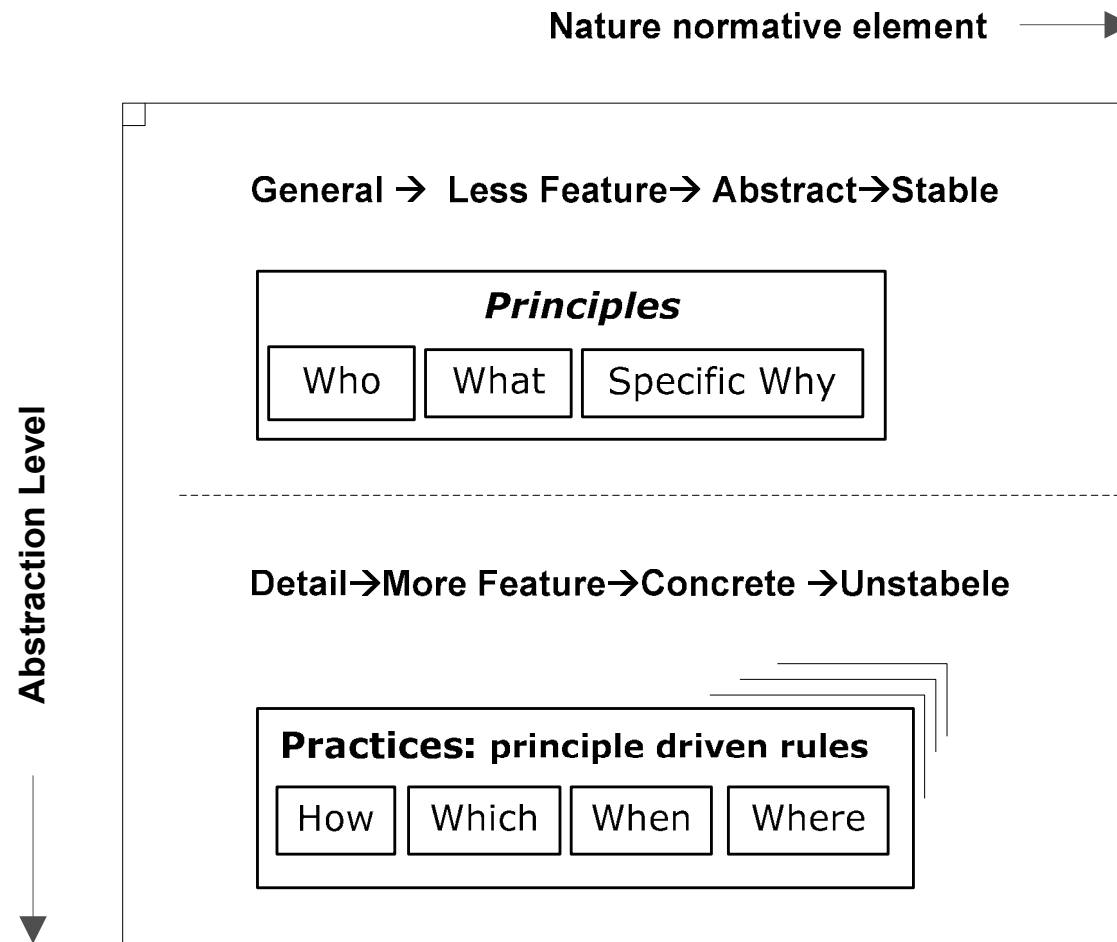 Nature normative element
General → Less Feature→ Abstract→Stable
Principles
Who What Specific Why
Abstraction Level
Detail→More Feature→Concrete →Unstabele
Practices: principle driven rules
How Which When Where